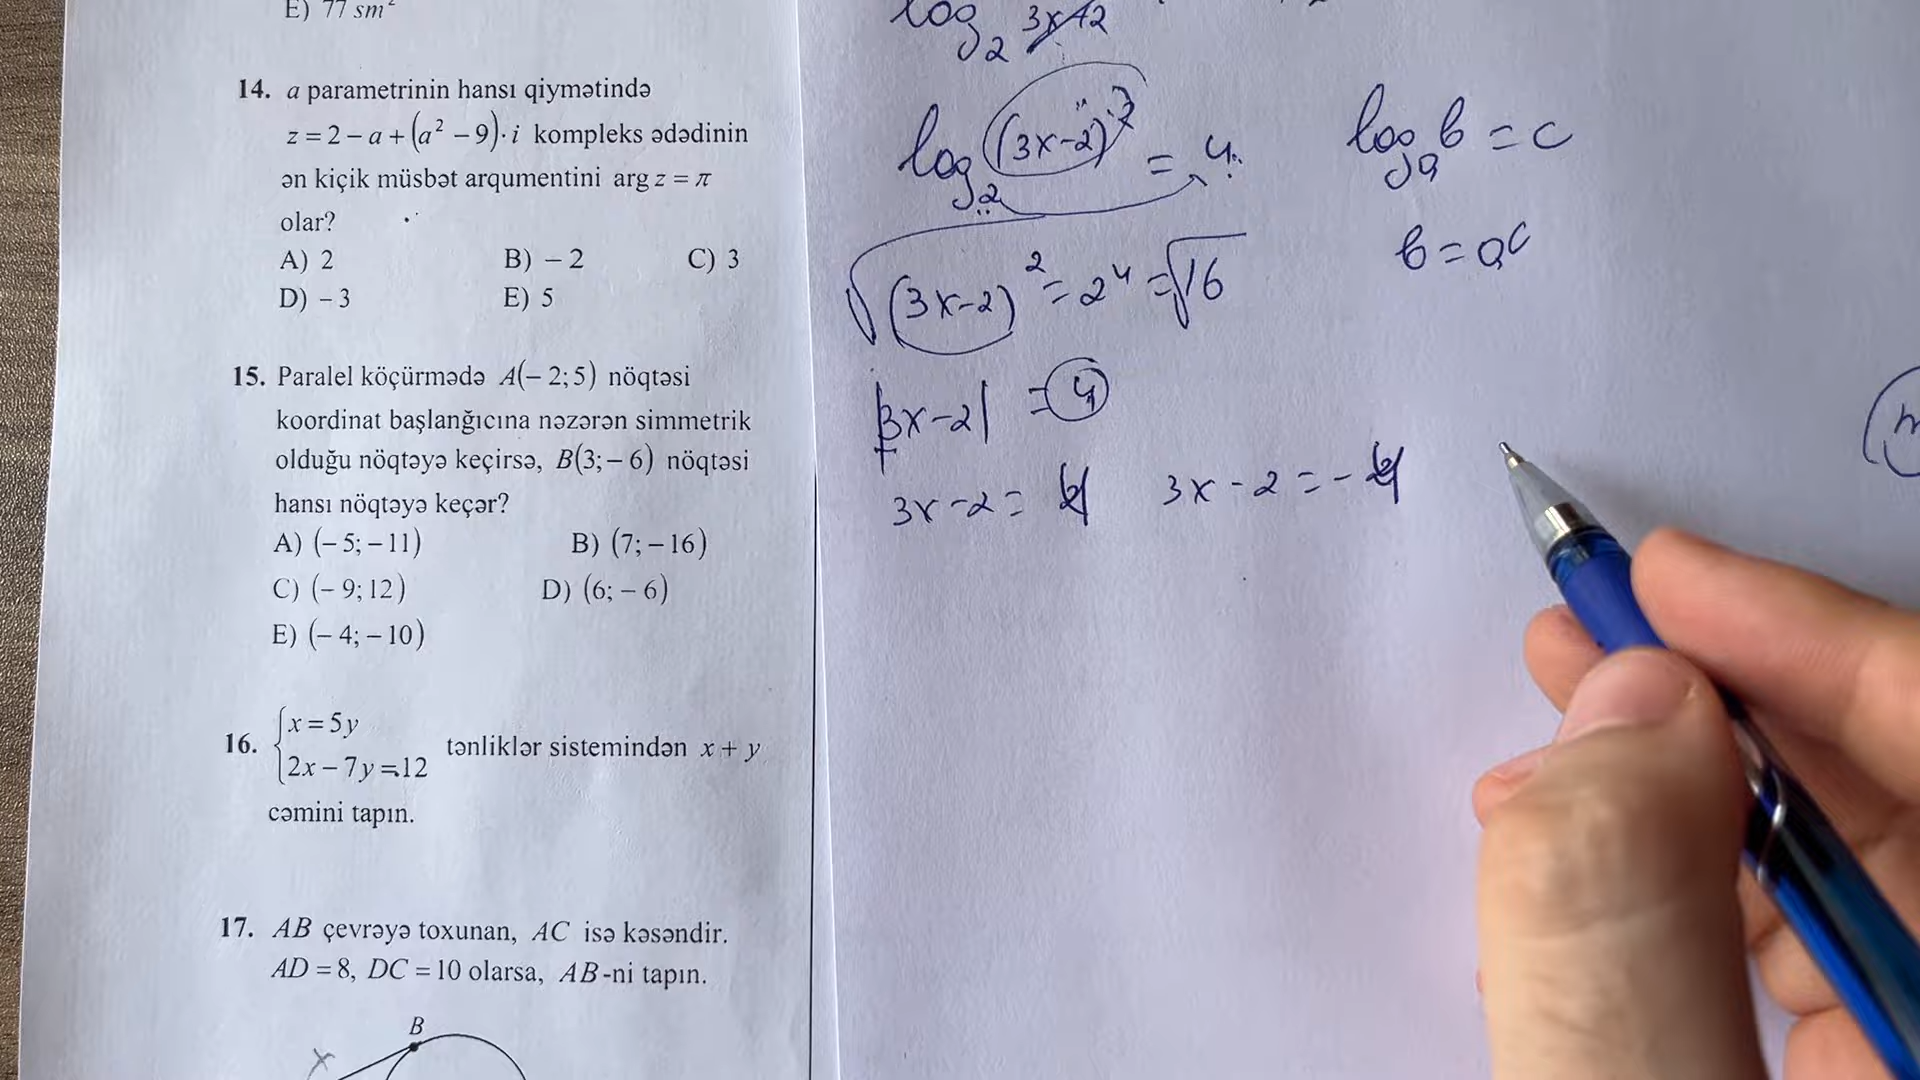 E) 77 sm²
14. a parametrinin hansı qiymətində
z = 2 – a + (a² – 9) · i kompleks ədədinin
ən kiçik müsbət arqumentini arg z = π
olar?
A) 2 B) – 2 C) 3
D) – 3 E) 5
15. Paralel köçürmədə A(– 2; 5) nöqtəsi
koordinat başlanğıcına nəzərən simmetrik
olduğu nöqtəyə keçirsə, B(3; – 6) nöqtəsi
hansı nöqtəyə keçər?
A) (– 5; – 11) B) (7; – 16)
C) (– 9; 12) D) (6; – 6)
E) (– 4; – 10)
16. { x = 5y
2x – 7y = 12 tənliklər sistemindən x + y
cəmini tapın.
17. AB çevrəyə toxunan, AC isə kəsəndir.
AD = 8, DC = 10 olarsa, AB-ni tapın.
B
x
log₂ 3x+2
log₂ (3x-2)² = 4
(3x-2)² = 2⁴ = √16
|3x-2| = 4
3x-2 = 4 3x-2 = -4
logₐ b = c
b = aᶜ